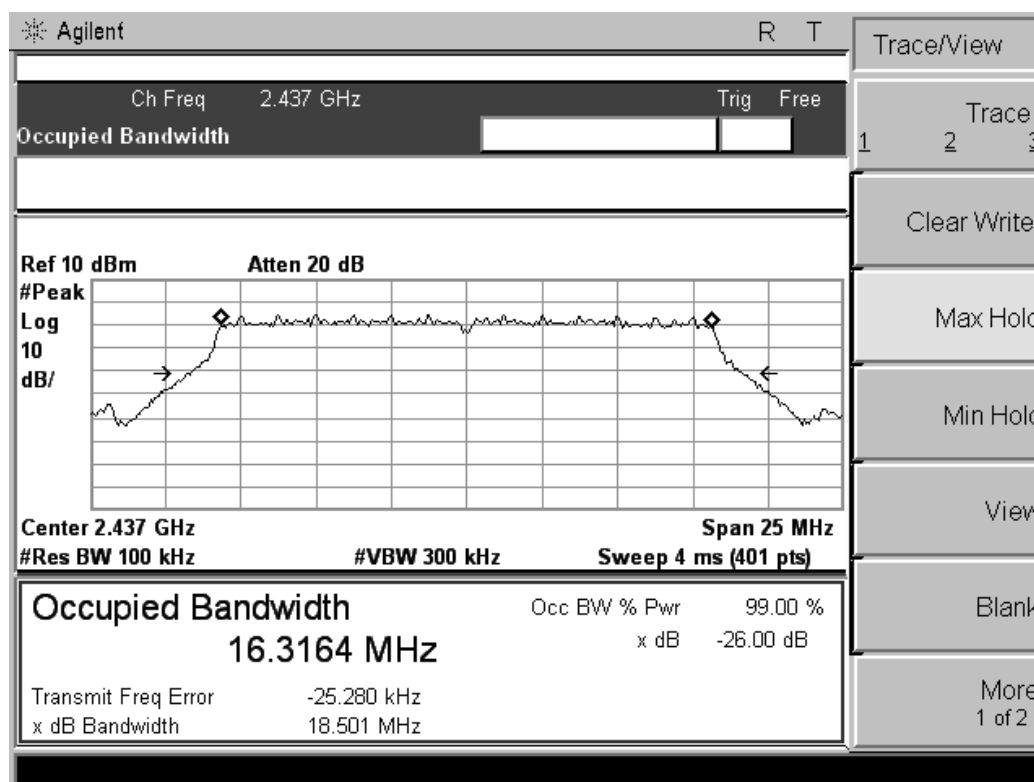 Agilent R T
Trace/View
Ch Freq 2.437 GHz Trig Free
Occupied Bandwidth
Trace
1 2
Clear Write
Ref 10 dBm Atten 20 dB
#Peak
Log
10
dB/
Max Hold
Min Hold
Center 2.437 GHz Span 25 MHz
#Res BW 100 kHz #VBW 300 kHz Sweep 4 ms (401 pts)
View
Occupied Bandwidth
16.3164 MHz
Occ BW % Pwr 99.00 %
x dB -26.00 dB
Transmit Freq Error -25.280 kHz
x dB Bandwidth 18.501 MHz
Blank
More
1 of 2